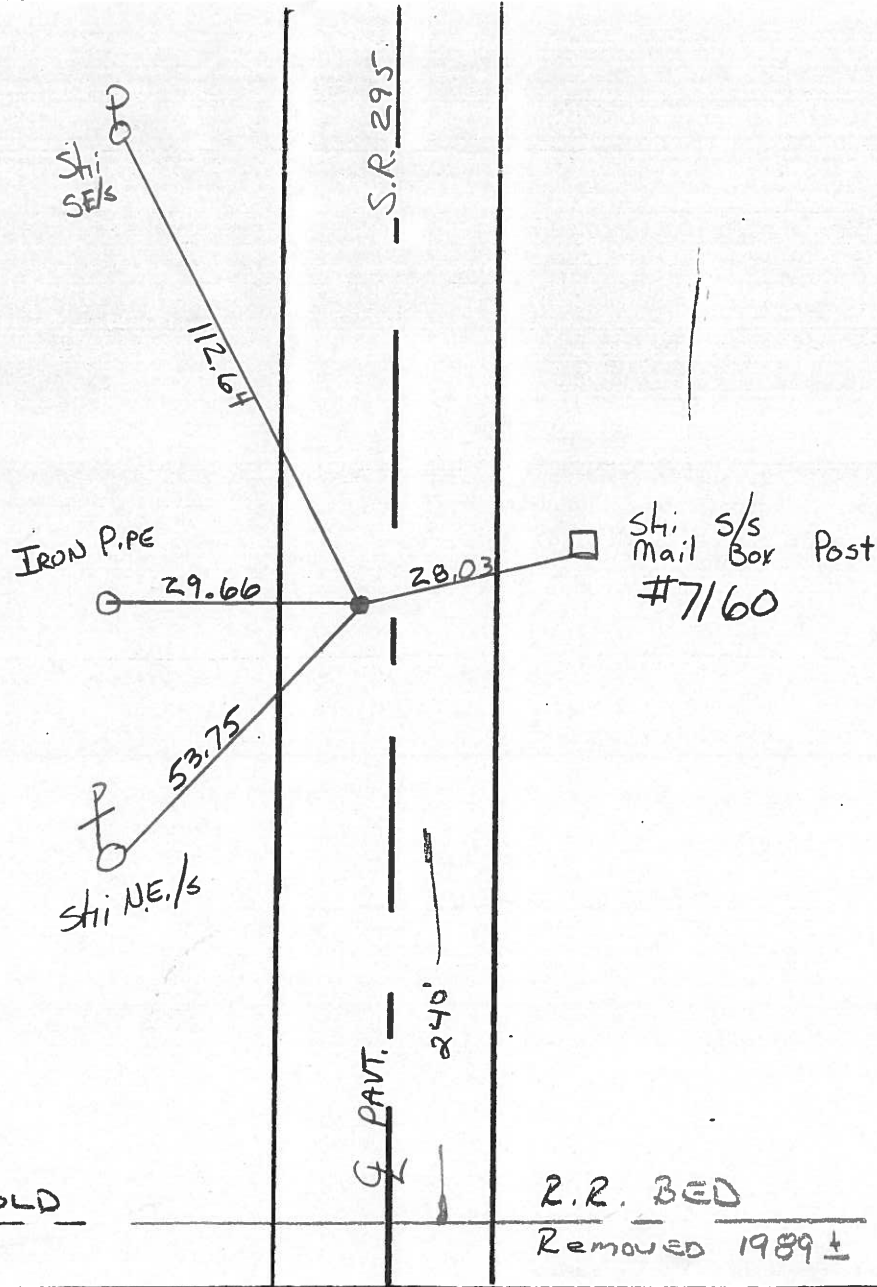 S.R. 295
P
Shi
SE/s
112.64
IRON PIPE
29.66
28.03
Shi S/s
Mail Box Post
#7160
53.75
P
Shi N.E./s
240'
℄ PAVT.
OLD
R.R. BED
REMOVED 1989 ±